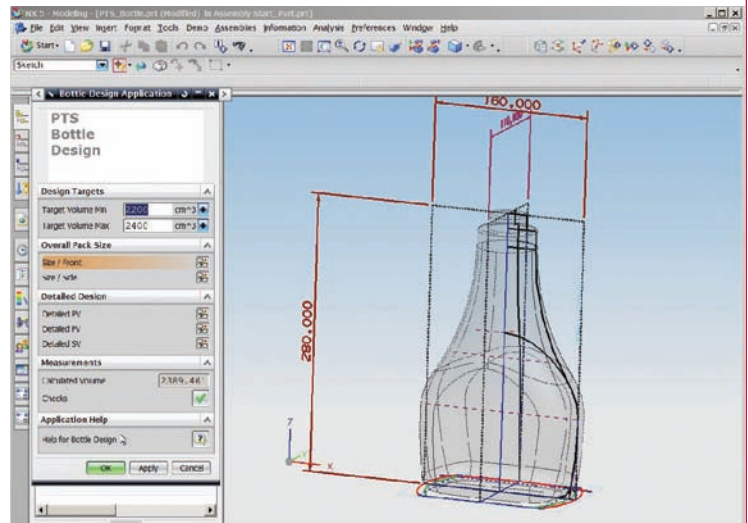 NX 5 - Modeling - [PTS_Bottle.prt (Modified) in Assembly Start_Pvet.prt]
File Edit View Insert Format Tools Demo Assemblies Information Analysis Preferences Window Help
Start
Sketch
Bottle Design Application
PTS
Bottle
Design
Design Targets
Target Volume Min 2200 cm^3
Target Volume Max 2400 cm^3
Overall Pack Size
Size / Front
Size / Side
Detailed Design
Detailed FV
Detailed PV
Detailed SV
Measurements
Calculated Volume 2389.461
Checks
Application Help
Help for Bottle Design
OK Apply Cancel
160,000
280,000
Z
Y
X